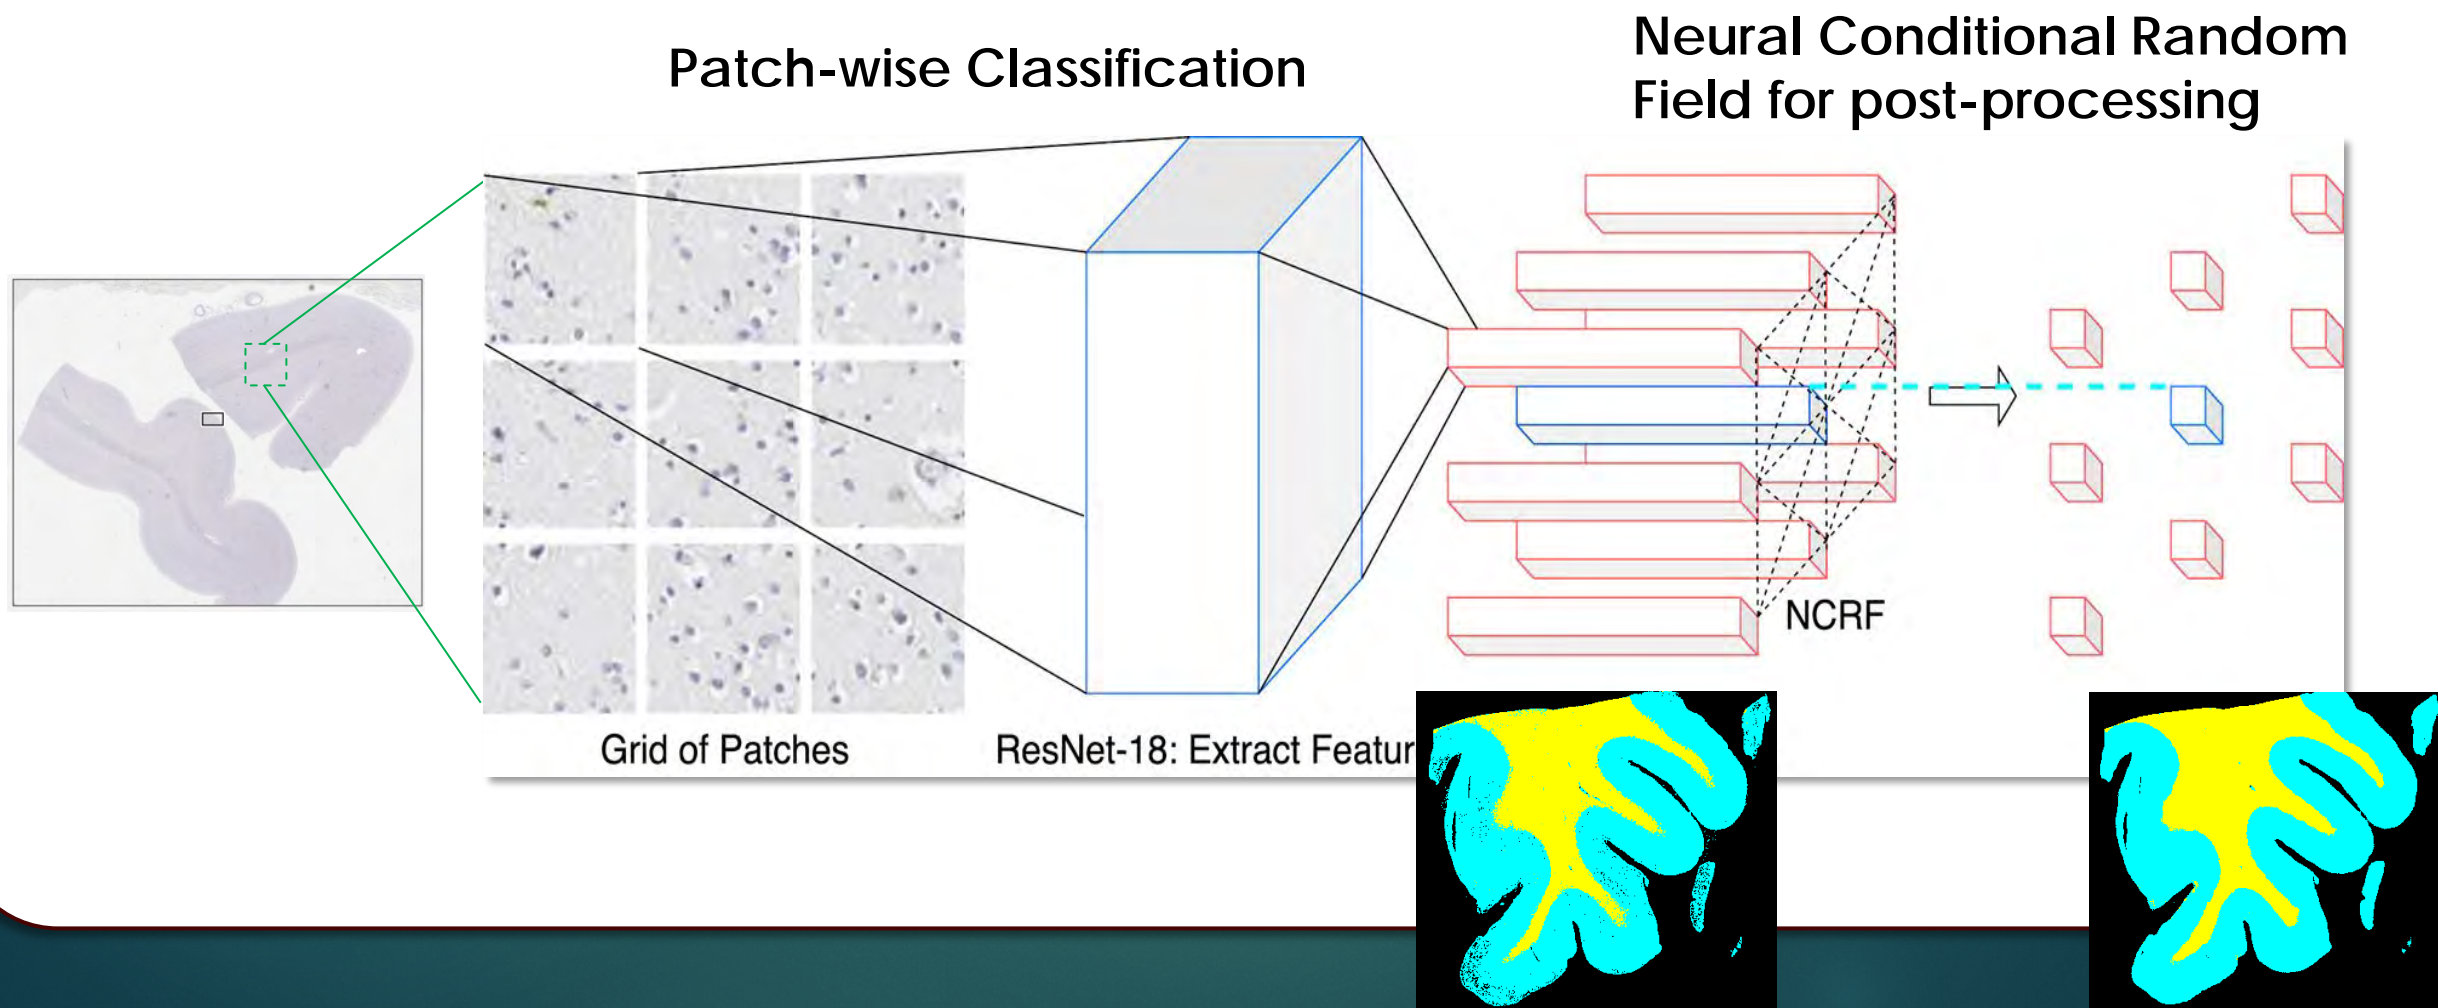 Patch-wise Classification
Neural Conditional Random
Field for post-processing
NCRF
Grid of Patches
ResNet-18: Extract Featur